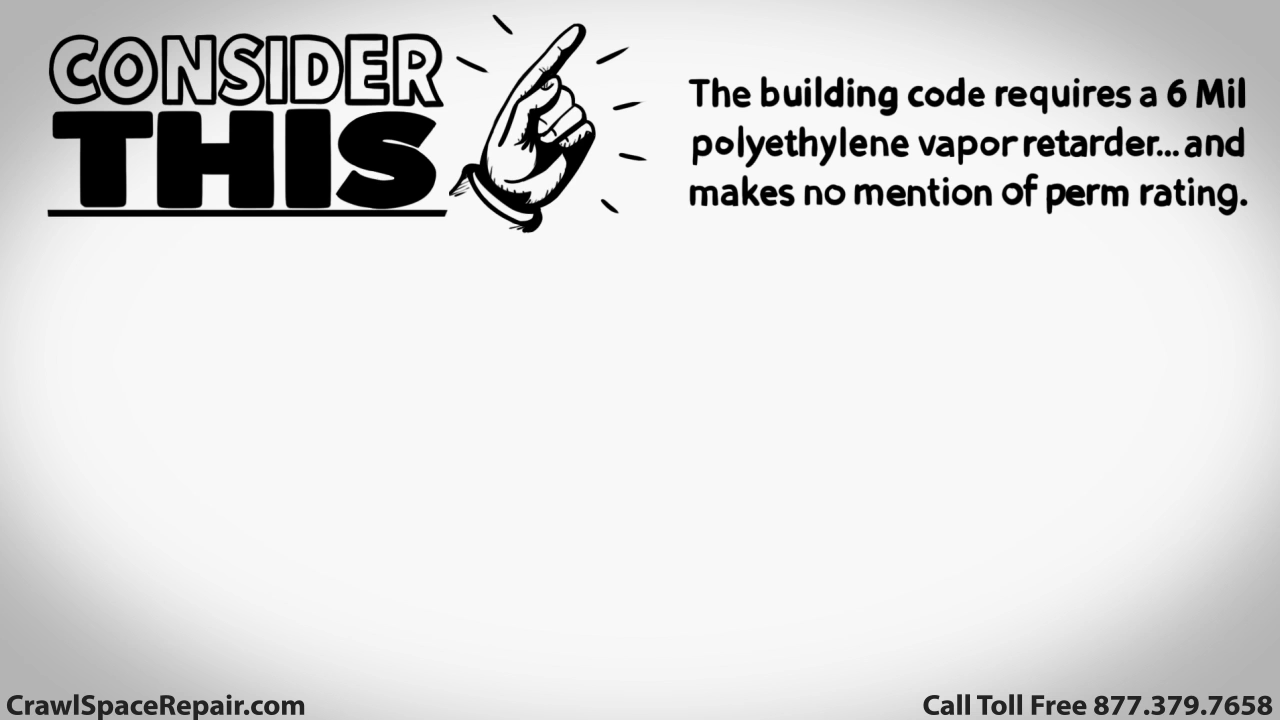 CONSIDER
THIS
The building code requires a 6 Mil
polyethylene vapor retarder... and
makes no mention of perm rating.
CrawlSpaceRepair.com
Call Toll Free 877.379.7658